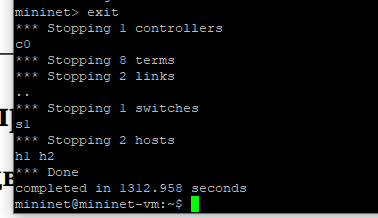 mininet> exit
*** Stopping 1 controllers
c0
*** Stopping 8 terms
*** Stopping 2 links
..
*** Stopping 1 switches
s1
*** Stopping 2 hosts
h1 h2
*** Done
completed in 1312.958 seconds
mininet@mininet-vm:~$